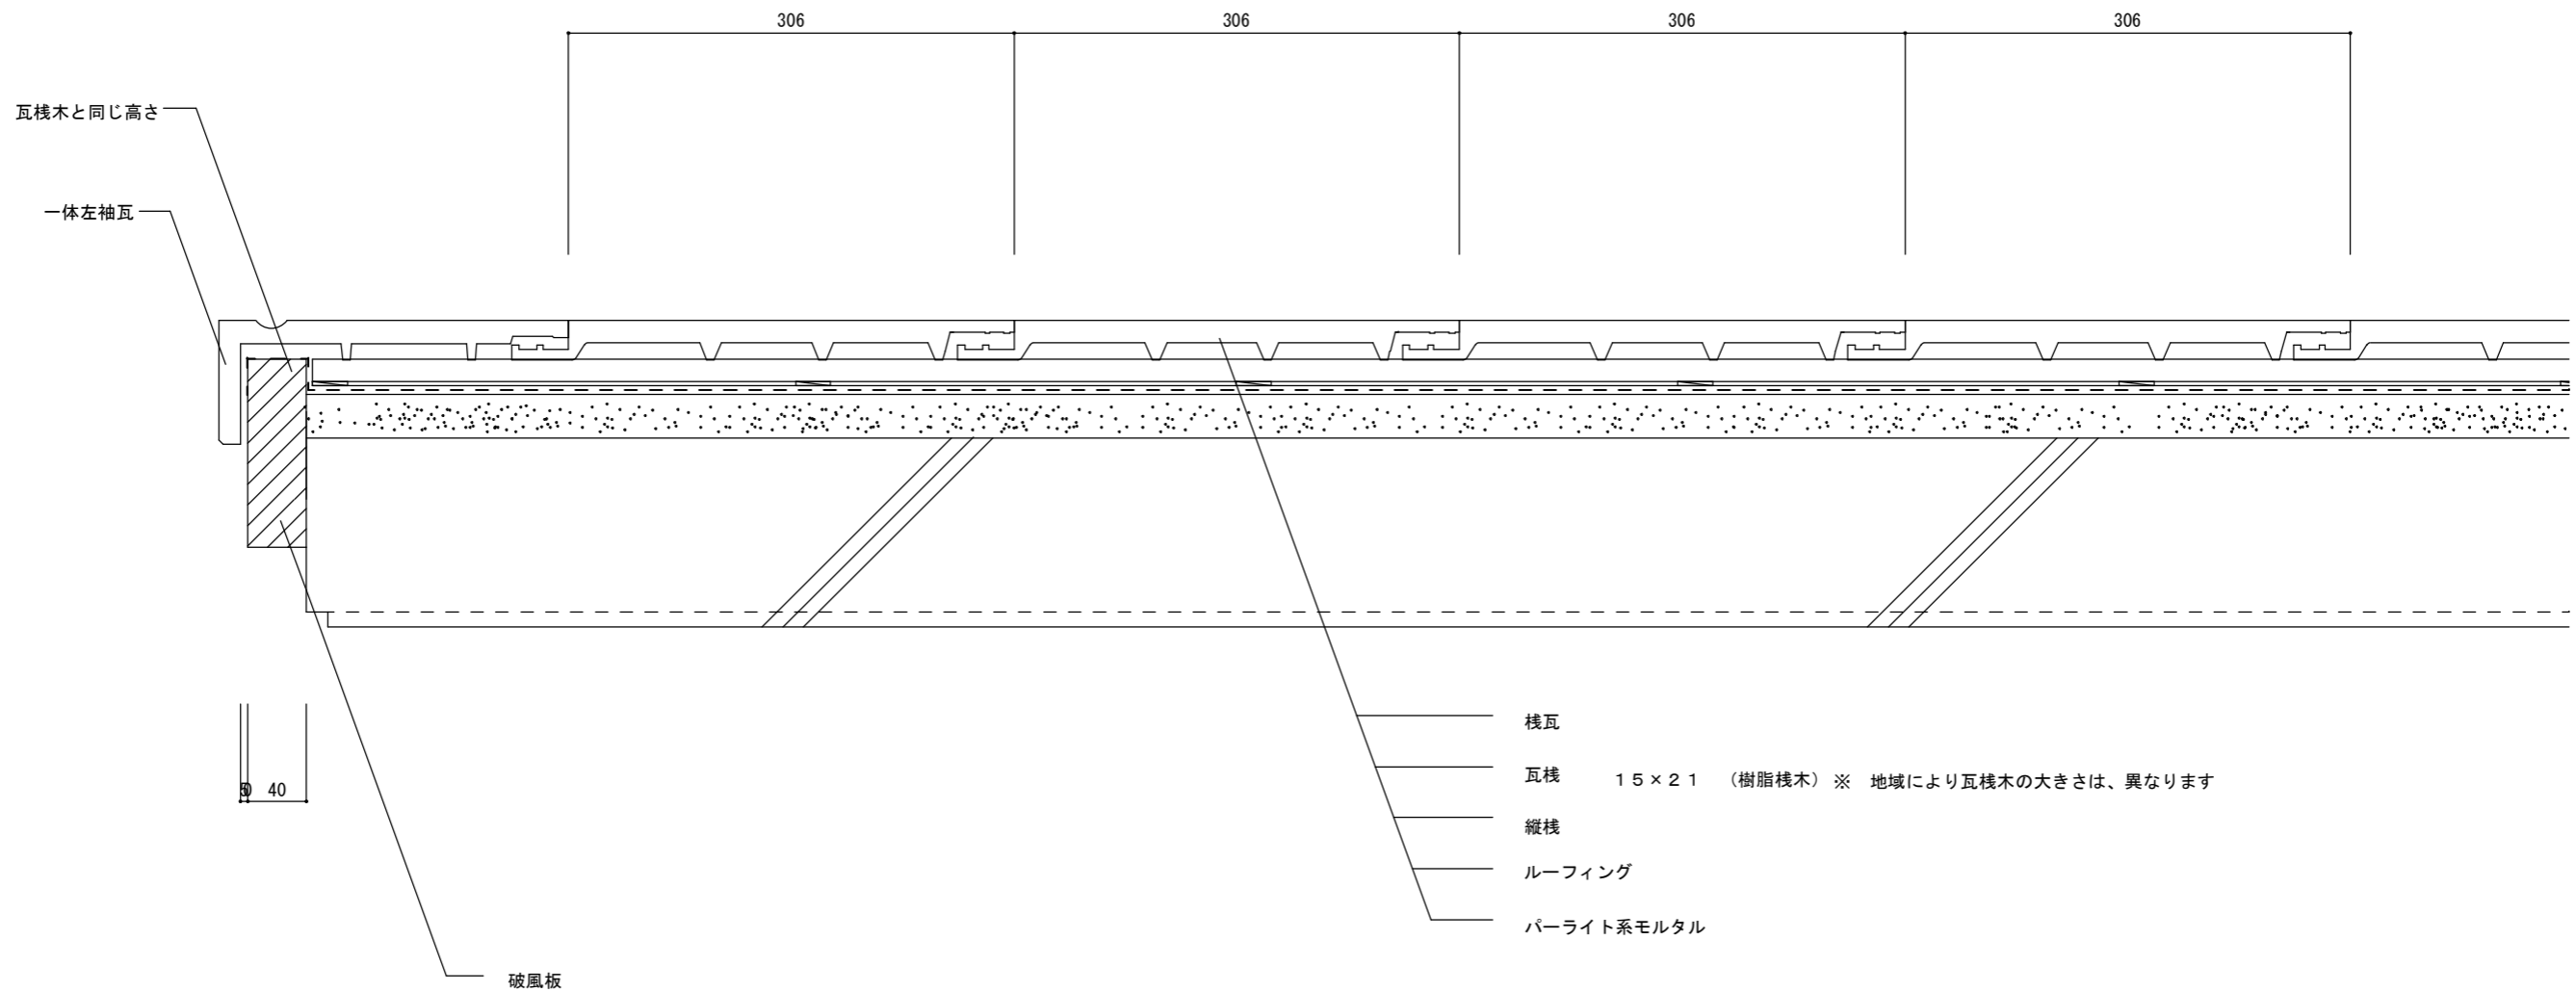 306 306 306 306
瓦桟木と同じ高さ
一体左袖瓦
桟瓦
瓦桟 15×21 (樹脂桟木) ※ 地域により瓦桟木の大きさは、異なります
40
縦桟
ルーフィング
パーライト系モルタル
破風板